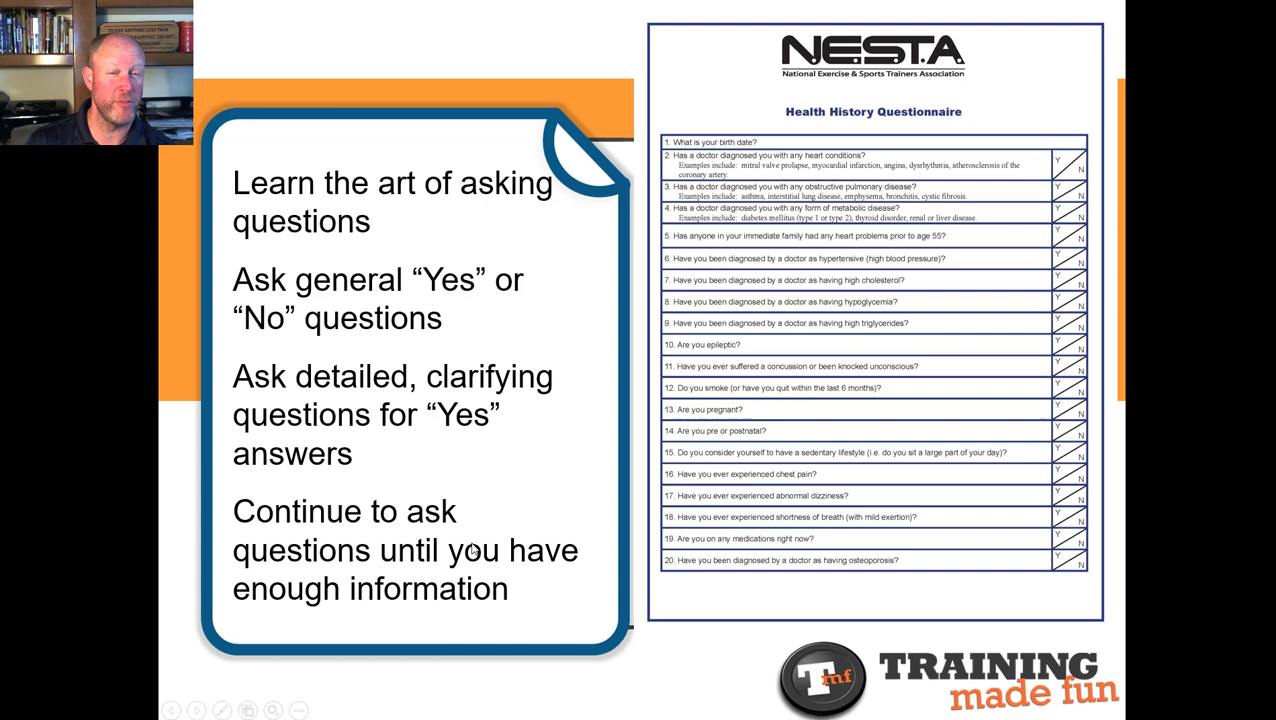 Learn the art of asking
questions
Ask general “Yes” or
“No” questions
Ask detailed, clarifying
questions for “Yes”
answers
Continue to ask
questions until you have
enough information
N.E.S.T.A.
National Exercise & Sports Trainers Association
Health History Questionnaire
1. What is your birth date?
2. Has a doctor diagnosed you with any heart conditions?
Examples include: mitral valve prolapse, myocardial infarction, angina, dysrhythmia, atherosclerosis of the
coronary artery.
Y
N
3. Has a doctor diagnosed you with any obstructive pulmonary disease?
Examples include: asthma, interstitial lung disease, emphysema, bronchitis, cystic fibrosis.
Y
N
4. Has a doctor diagnosed you with any form of metabolic disease?
Examples include: diabetes mellitus (type 1 or type 2), thyroid disorder, renal or liver disease.
Y
N
5. Has anyone in your immediate family had any heart problems prior to age 55?
Y
N
6. Have you been diagnosed by a doctor as hypertensive (high blood pressure)?
Y
N
7. Have you been diagnosed by a doctor as having high cholesterol?
Y
N
8. Have you been diagnosed by a doctor as having hypoglycemia?
Y
N
9. Have you been diagnosed by a doctor as having high triglycerides?
Y
N
10. Are you epileptic?
Y
N
11. Have you ever suffered a concussion or been knocked unconscious?
Y
N
12. Do you smoke (or have you quit within the last 6 months)?
Y
N
13. Are you pregnant?
Y
N
14. Are you pre or postnatal?
Y
N
15. Do you consider yourself to have a sedentary lifestyle (i.e. do you sit a large part of your day)?
Y
N
16. Have you ever experienced chest pain?
Y
N
17. Have you ever experienced abnormal dizziness?
Y
N
18. Have you ever experienced shortness of breath (with mild exertion)?
Y
N
19. Are you on any medications right now?
Y
N
20. Have you been diagnosed by a doctor as having osteoporosis?
Y
N
Tmf
TRAINING
made fun